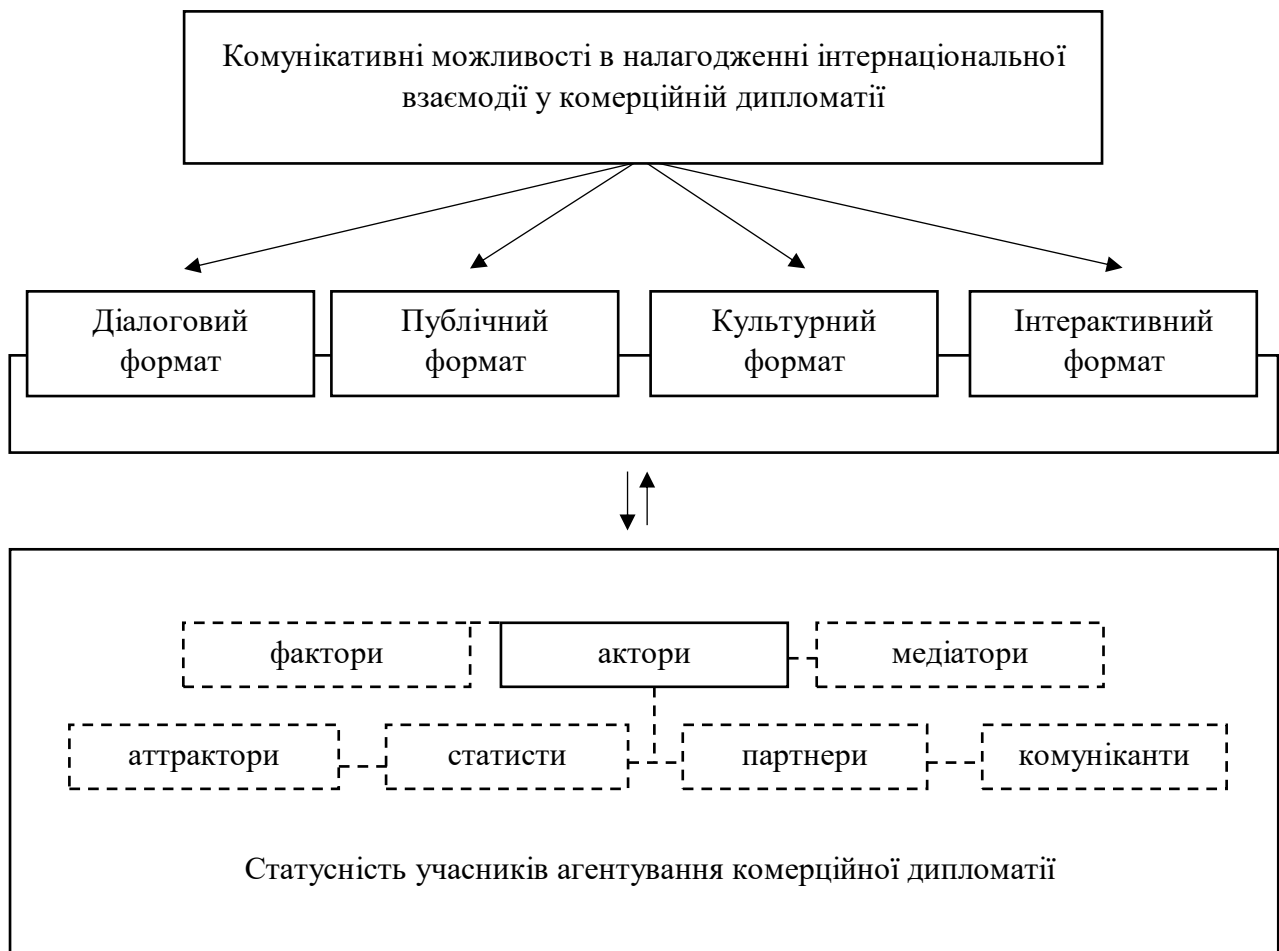 Комунікативні можливості в налагодженні інтернаціональної
взаємодії у комерційній дипломатії
Діалоговий
формат
Публічний
формат
Культурний
формат
Інтерактивний
формат
фактори
актори
медіатори
аттрактори
статисти
партнери
комуніканти
Статусність учасників агентування комерційної дипломатії